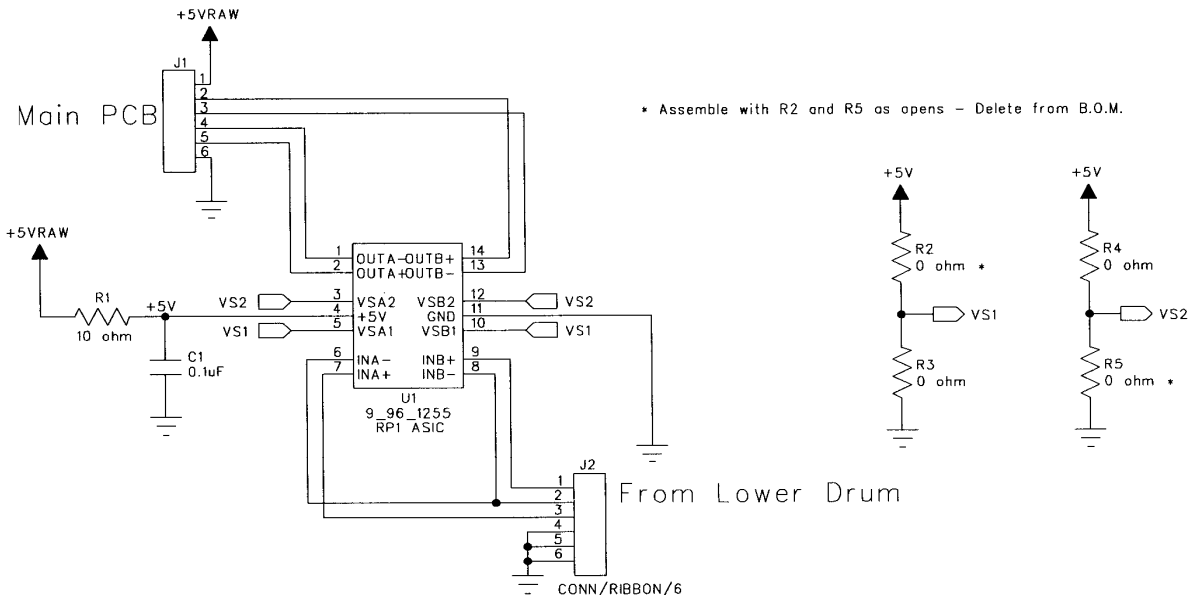 +5VRAW
J1
Main PCB
1
2
3
4
5
6
* Assemble with R2 and R5 as opens – Delete from B.O.M.
+5VRAW
R1
10 ohm
+5V
C1
0.1uF
VS2
VS1
1 OUTA- OUTB+ 14
2 OUTA+ OUTB- 13
3 VSA2 VSB2 12
4 +5V GND 11
5 VSA1 VSB1 10
6 INA- INB+ 9
7 INA+ INB- 8
VS2
VS1
U1
9_96_1255
RP1 ASIC
+5V
R2
0 ohm *
VS1
R3
0 ohm
+5V
R4
0 ohm
VS2
R5
0 ohm *
J2
1
2
3
4
5
6
From Lower Drum
CONN/RIBBON/6